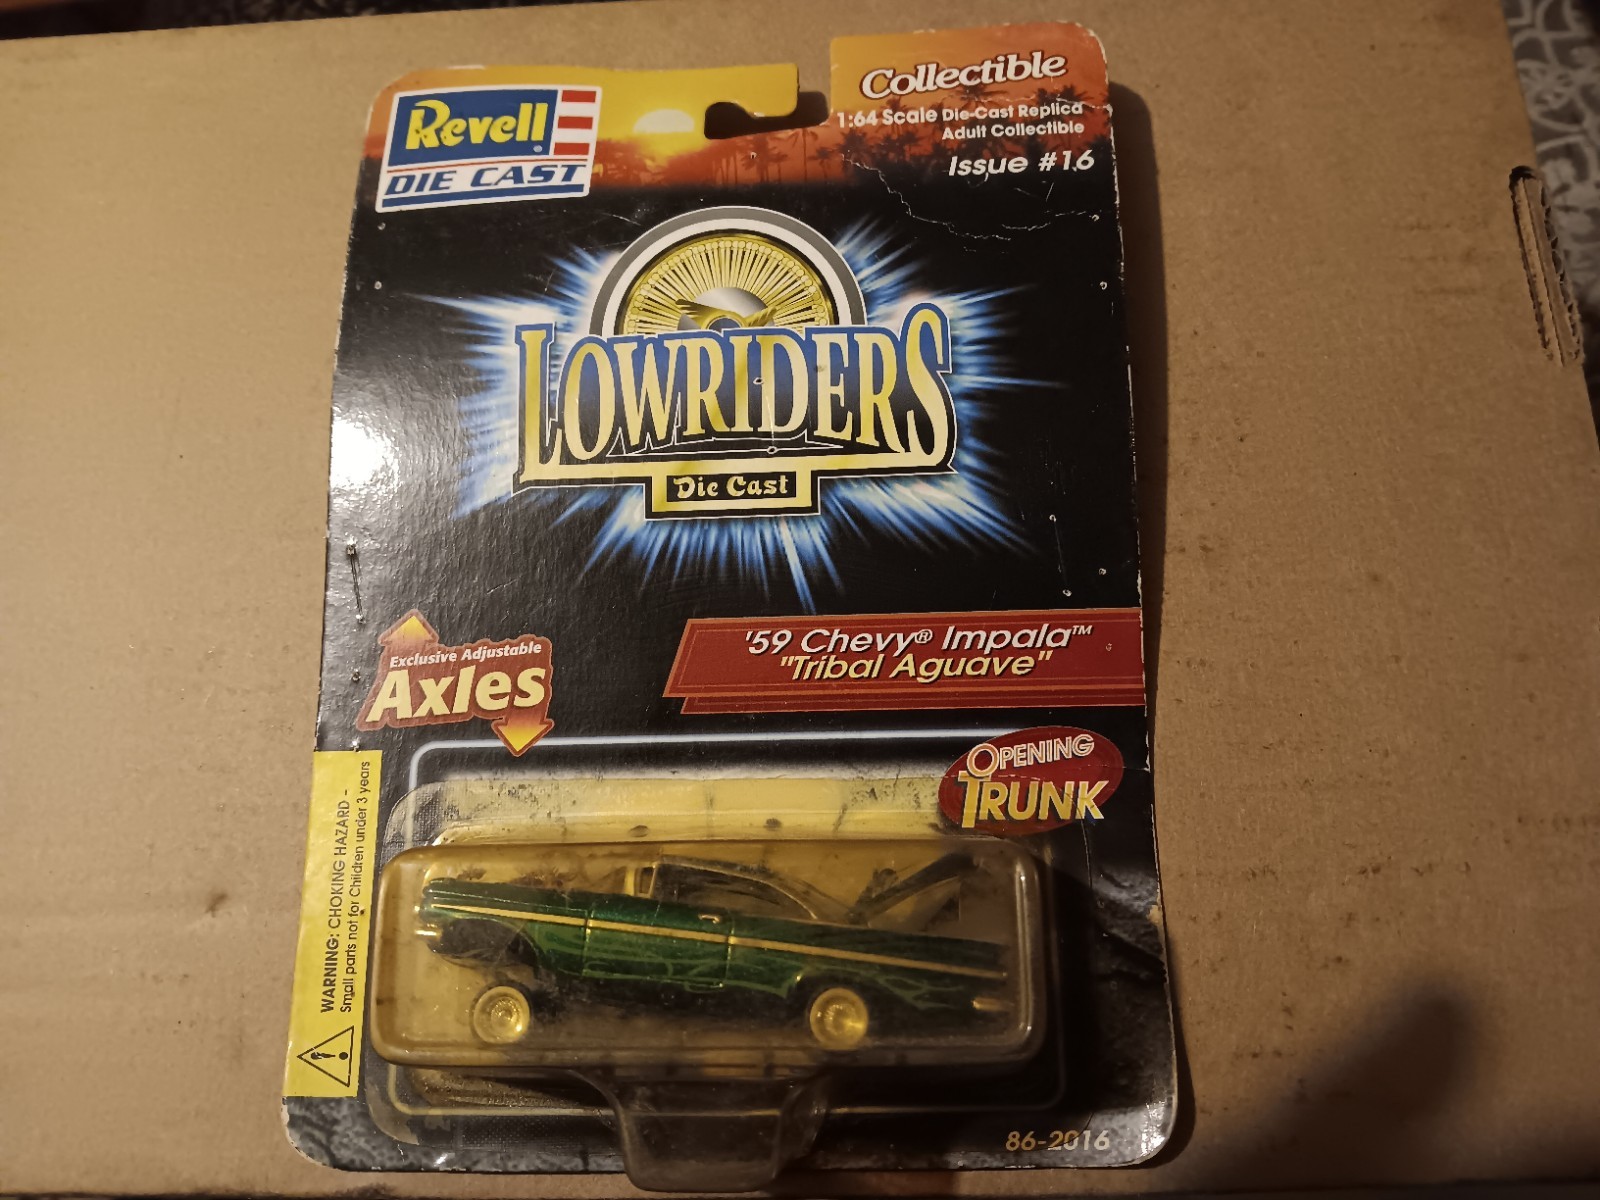 Revell
DIE CAST
Collectible
1:64 Scale Die-Cast Replica
Adult Collectible
Issue #16
LOWRIDERS
Die Cast
Exclusive Adjustable
Axles
'59 Chevy® Impala™
"Tribal Aguave"
OPENING
TRUNK
WARNING: CHOKING HAZARD -
Small parts not for Children under 3 years
86-2016